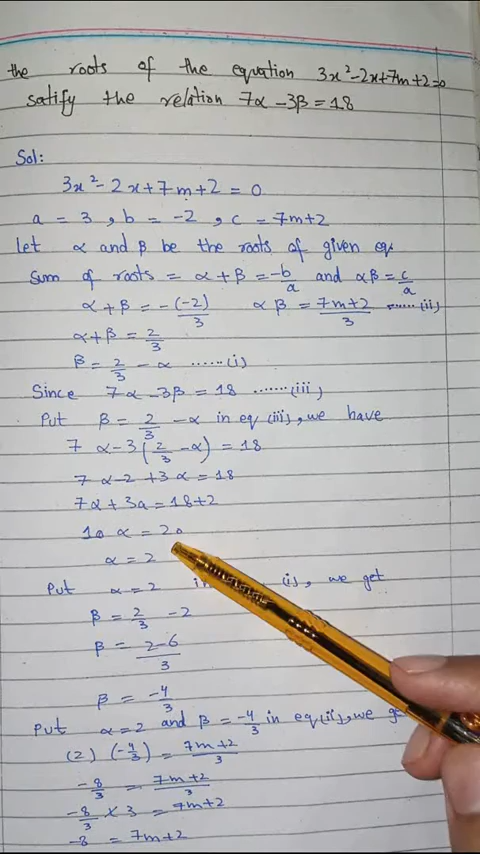 the roots of the equation 3x²-2x+7m+2=0
satify the relation 7α-3β=18
Sol:
3x²-2x+7m+2=0
a=3, b=-2, c=7m+2
let α and β be the roots of given eq
Sum of roots = α+β = -b/a and αβ = c/a
α+β = -(-2)/3 αβ = 7m+2/3 ......(ii)
α+β = 2/3
β = 2/3 - α ......(i)
Since 7α-3β=18 ......(iii)
Put β = 2/3 - α in eq (iii), we have
7α-3(2/3-α)=18
7α-2+3α=18
7α+3α=18+2
10α=20
α=2
Put α=2 in (i), we get
β = 2/3 - 2
β = 2-6/3
β = -4/3
Put α=2 and β = -4/3 in eq(ii), we
(2)(-4/3) = 7m+2/3
-8/3 = 7m+2/3
-8/3 × 3 = 7m+2
-8 = 7m+2